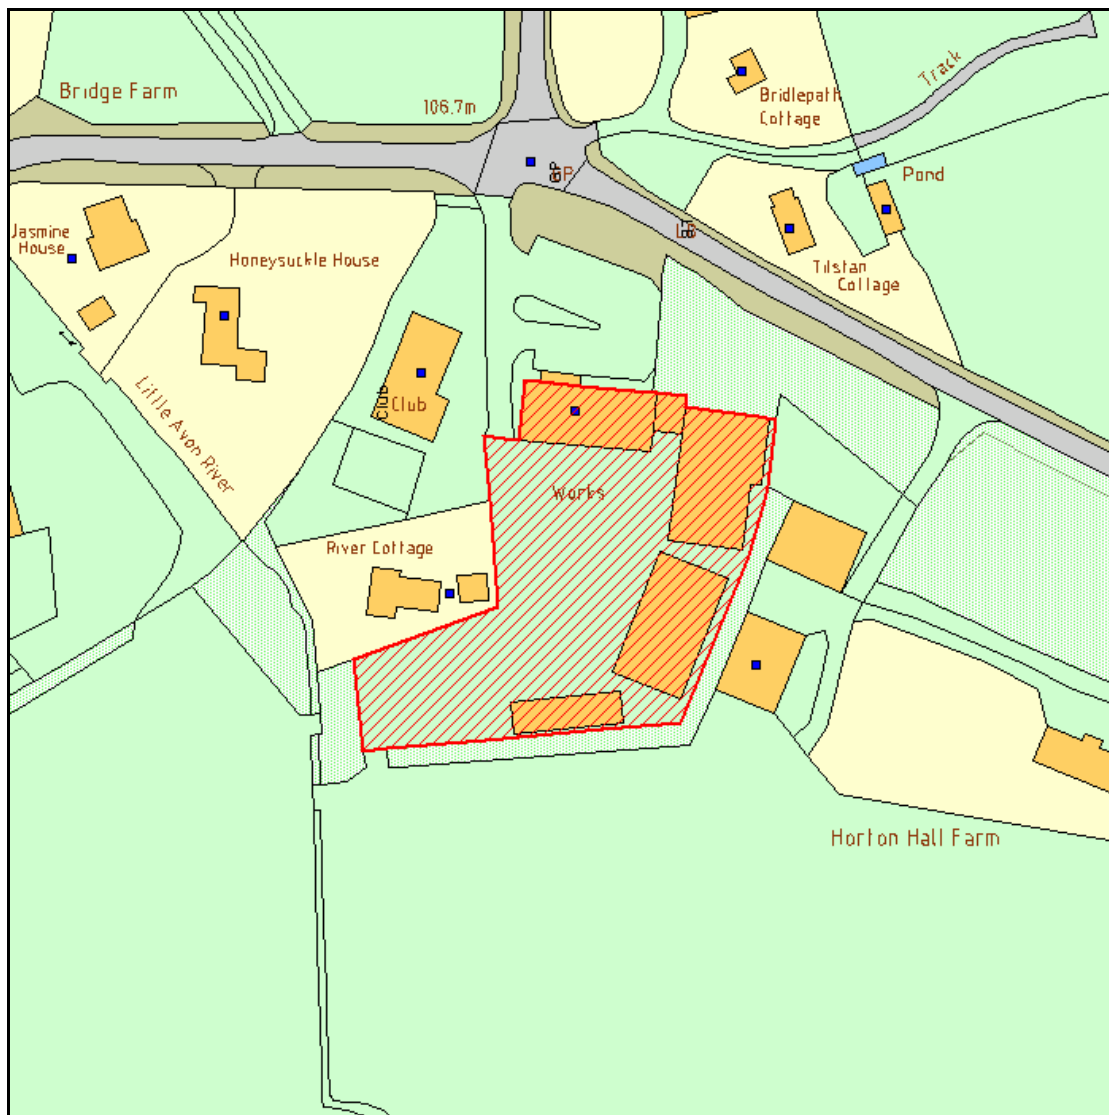 Track
Bridge Farm
106.7m
Bridlepath
Cottage
GP
Pond
Jasmine
House
LB
Honeysuckle House
Tilstan
Collage
Little Avon River
Club
Club
Works
River Cottage
Horton Hall Farm